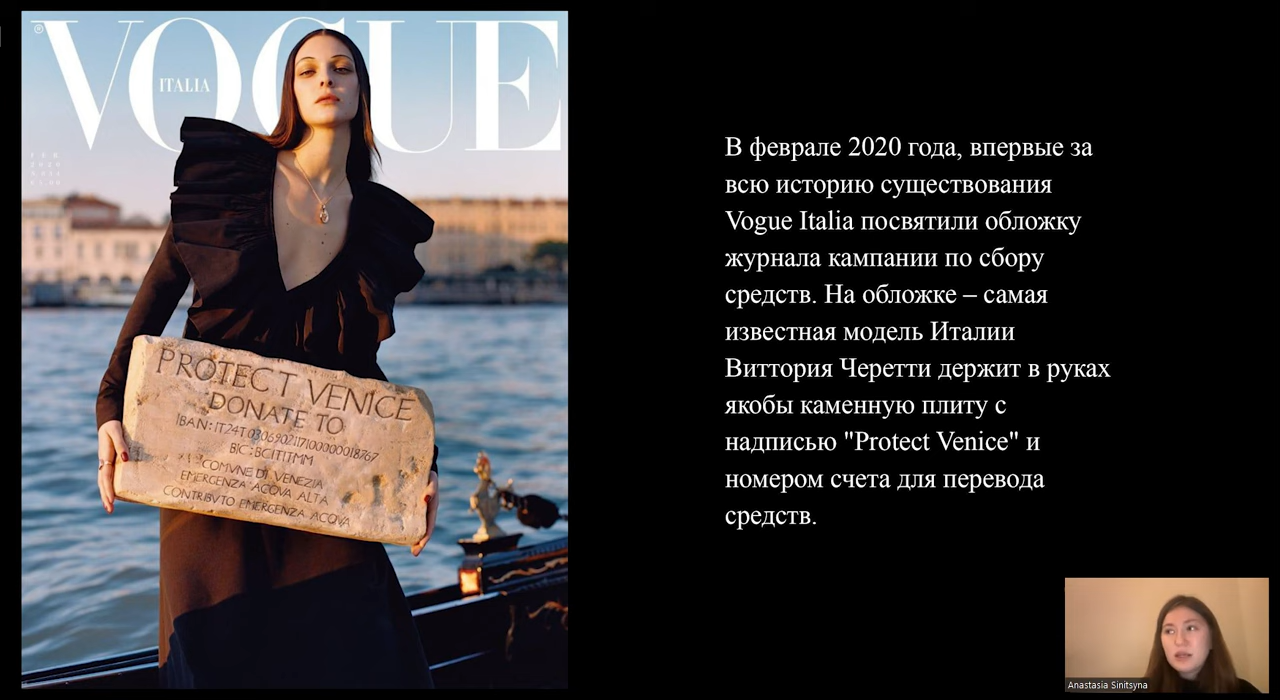 VOGUE
ITALIA
PROTECT VENICE
DONATE TO
BIC: BCITITMM
COMVNE DI VENEZIA
EMERGENZA ACQVA ALTA
CONTRIBVTO EMERGENZA ACQVA
В феврале 2020 года, впервые за
всю историю существования
Vogue Italia посвятили обложку
журнала кампании по сбору
средств. На обложке – самая
известная модель Италии
Виттория Черетти держит в руках
якобы каменную плиту с
надписью "Protect Venice" и
номером счета для перевода
средств.
Anastasia Sinitsyna